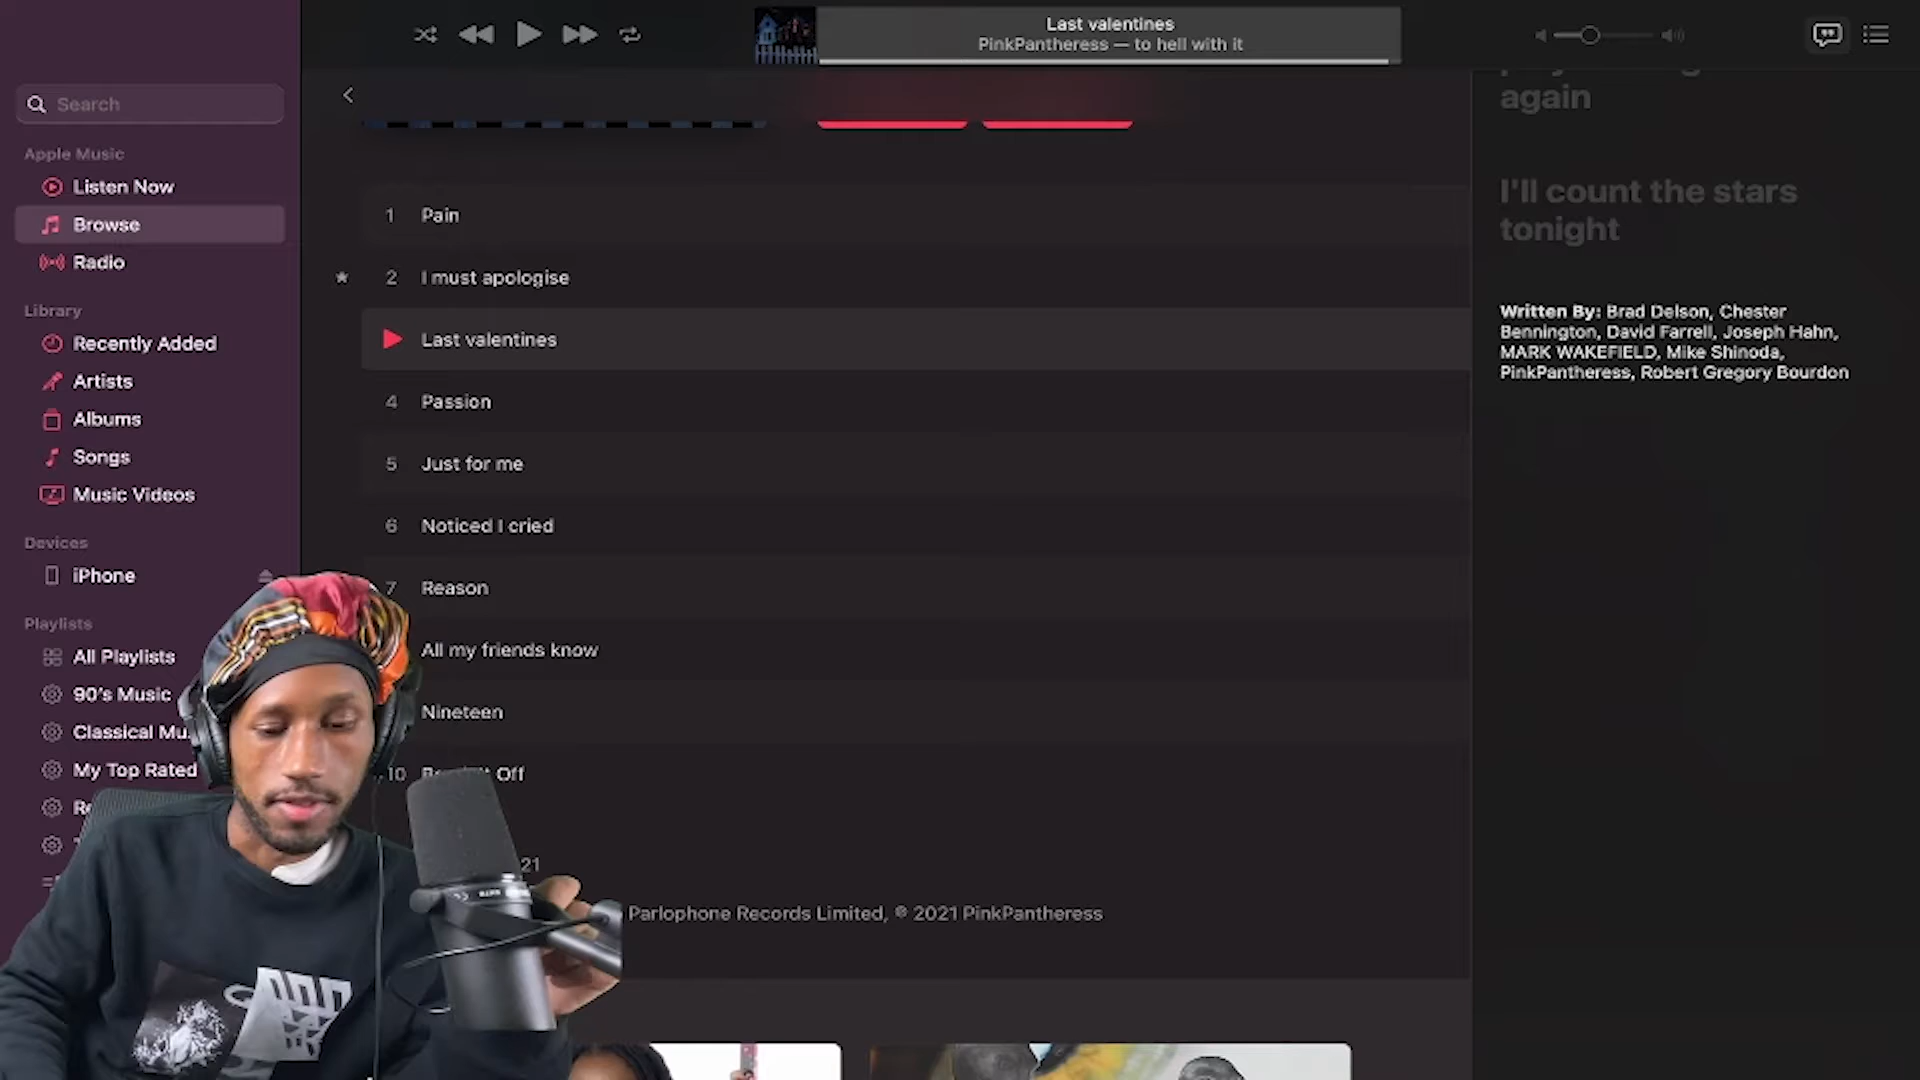 Last valentines
PinkPantheress — to hell with it
Search
Apple Music
Listen Now
Browse
Radio
Library
Recently Added
Artists
Albums
Songs
Music Videos
Devices
iPhone
Playlists
All Playlists
90's Music
Classical Mu
My Top Rated
1 Pain
2 I must apologise
Last valentines
4 Passion
5 Just for me
6 Noticed I cried
7 Reason
All my friends know
Nineteen
10 Off
21
Parlophone Records Limited, ℗ 2021 PinkPantheress
again
I'll count the stars
tonight
Written By: Brad Delson, Chester
Bennington, David Farrell, Joseph Hahn,
MARK WAKEFIELD, Mike Shinoda,
PinkPantheress, Robert Gregory Bourdon